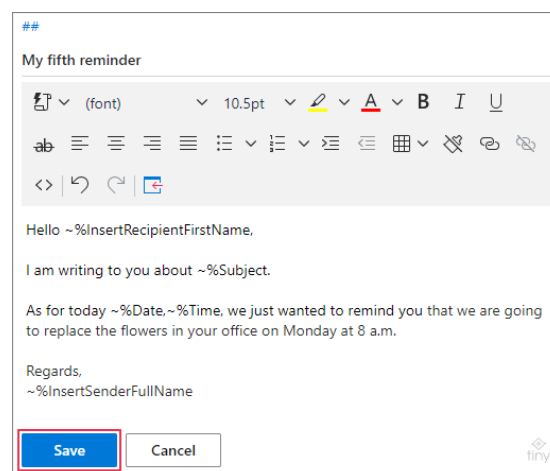 ##
My fifth reminder
(font) 10.5pt A B I U
ab
Hello ~%InsertRecipientFirstName,
I am writing to you about ~%Subject.
As for today ~%Date,~%Time, we just wanted to remind you that we are going
to replace the flowers in your office on Monday at 8 a.m.
Regards,
~%InsertSenderFullName
Save Cancel
tiny